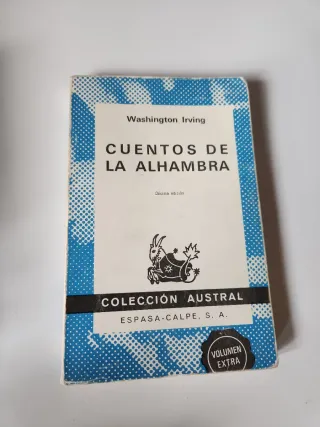 Washington Irving
CUENTOS DE
LA ALHAMBRA
COLECCIÓN AUSTRAL
ESPASA-CALPE, S. A.
VOLUMEN
EXTRA